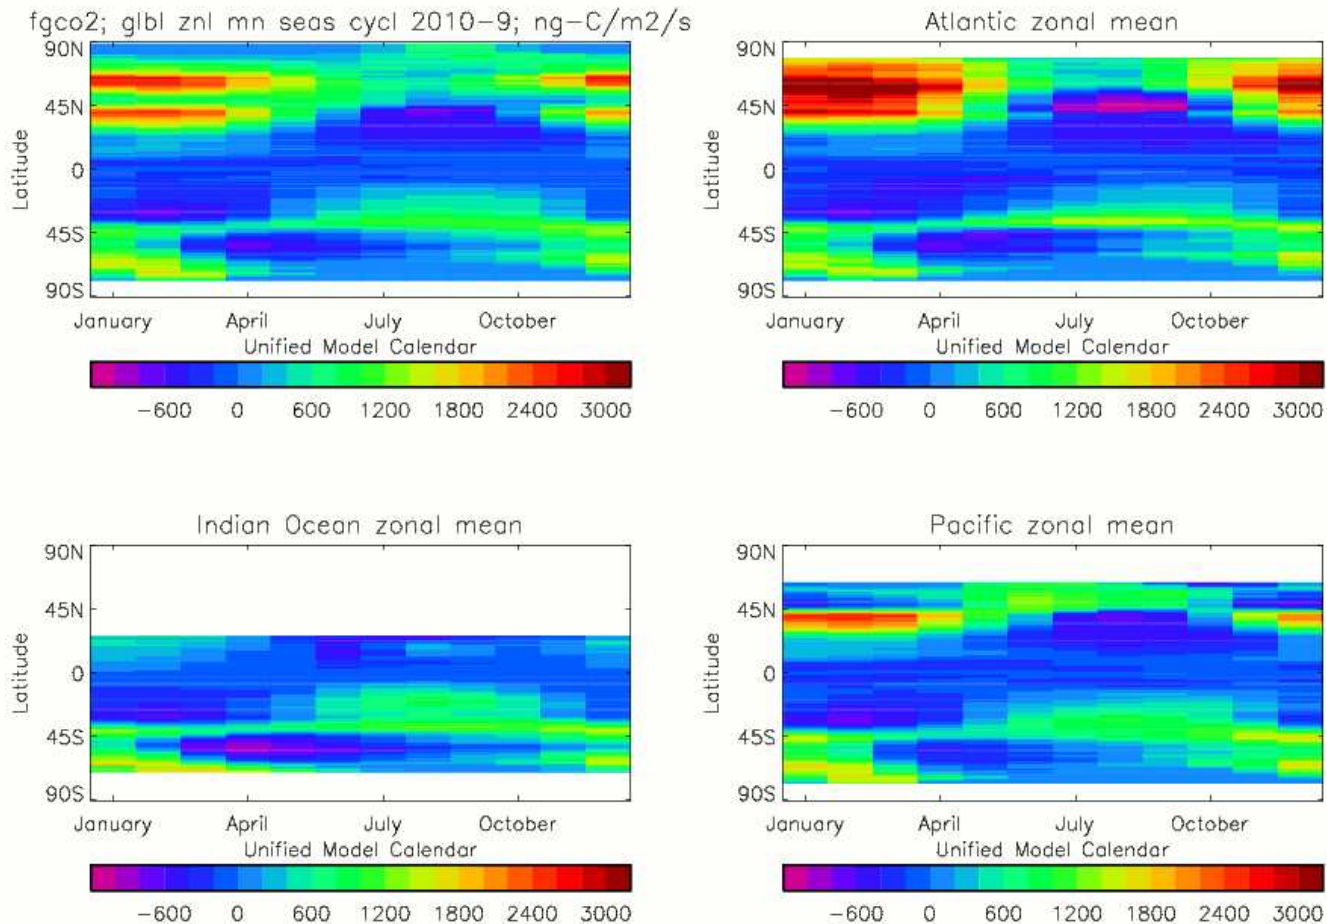 fgco2; glbl znl mn seas cycl 2010-9; ng-C/m2/s
90N
45N
0
45S
90S
Latitude
January April July October
Unified Model Calendar
-600 0 600 1200 1800 2400 3000
Atlantic zonal mean
90N
45N
0
45S
90S
Latitude
January April July October
Unified Model Calendar
-600 0 600 1200 1800 2400 3000
Indian Ocean zonal mean
90N
45N
0
45S
90S
Latitude
January April July October
Unified Model Calendar
-600 0 600 1200 1800 2400 3000
Pacific zonal mean
90N
45N
0
45S
90S
Latitude
January April July October
Unified Model Calendar
-600 0 600 1200 1800 2400 3000